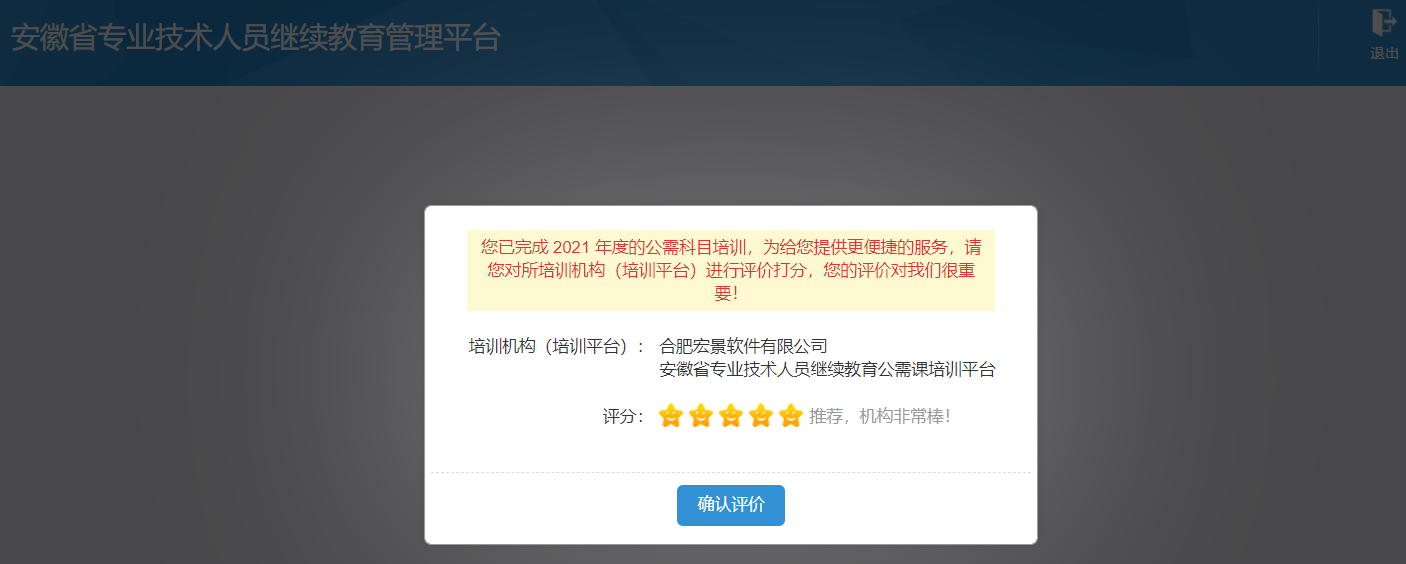 安徽省专业技术人员继续教育管理平台
退出
您已完成 2021 年度的公需科目培训，为给您提供更便捷的服务，请
您对所培训机构（培训平台）进行评价打分，您的评价对我们很重
要！
培训机构（培训平台）： 合肥宏景软件有限公司
安徽省专业技术人员继续教育公需课培训平台
评分： 推荐，机构非常棒！
确认评价